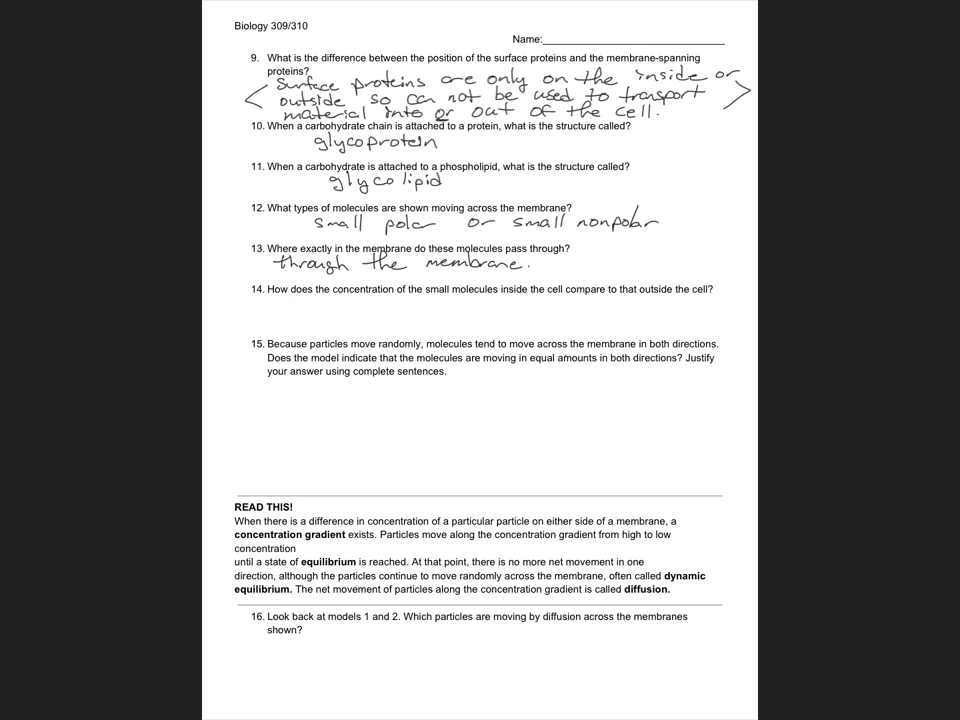 Biology 309/310
Name:
9. What is the difference between the position of the surface proteins and the membrane-spanning
proteins?
Surface proteins are only on the inside or
outside so can not be used to transport
material into or out of the cell.
10. When a carbohydrate chain is attached to a protein, what is the structure called?
glycoprotein
11. When a carbohydrate is attached to a phospholipid, what is the structure called?
glycolipid
12. What types of molecules are shown moving across the membrane?
small polar or small nonpolar
13. Where exactly in the membrane do these molecules pass through?
through the membrane.
14. How does the concentration of the small molecules inside the cell compare to that outside the cell?
15. Because particles move randomly, molecules tend to move across the membrane in both directions.
Does the model indicate that the molecules are moving in equal amounts in both directions? Justify
your answer using complete sentences.
READ THIS!
When there is a difference in concentration of a particular particle on either side of a membrane, a
concentration gradient exists. Particles move along the concentration gradient from high to low
concentration
until a state of equilibrium is reached. At that point, there is no more net movement in one
direction, although the particles continue to move randomly across the membrane, often called dynamic
equilibrium. The net movement of particles along the concentration gradient is called diffusion.
16. Look back at models 1 and 2. Which particles are moving by diffusion across the membranes
shown?